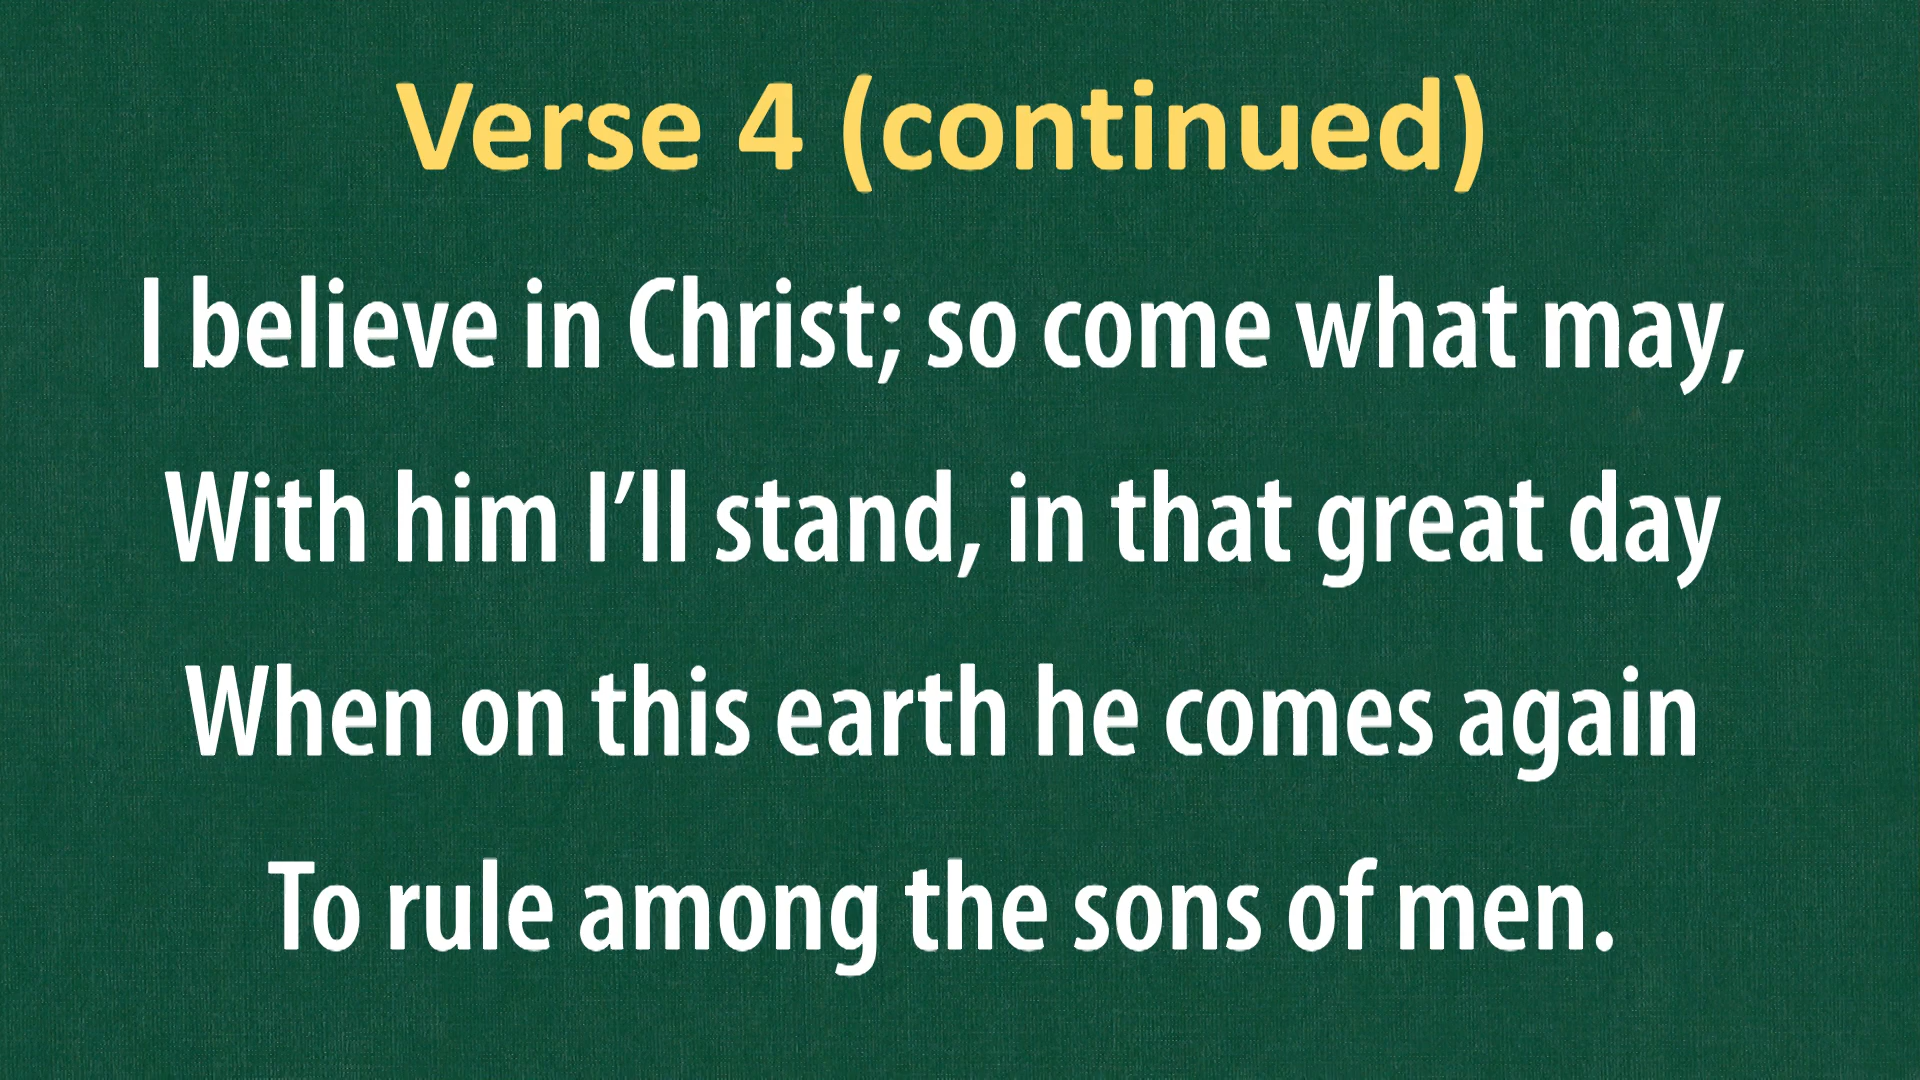 Verse 4 (continued)
I believe in Christ; so come what may,
With him I’ll stand, in that great day
When on this earth he comes again
To rule among the sons of men.